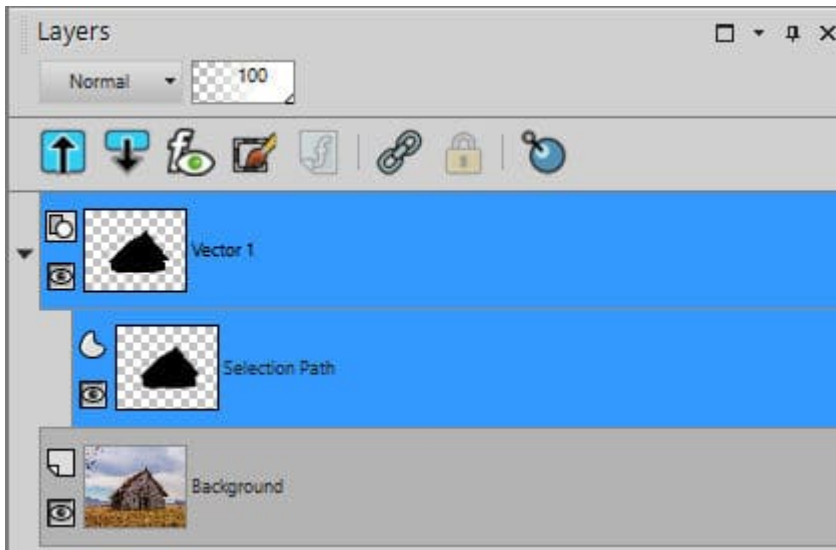 Layers
Normal 100
Vector 1
Selection Path
Background